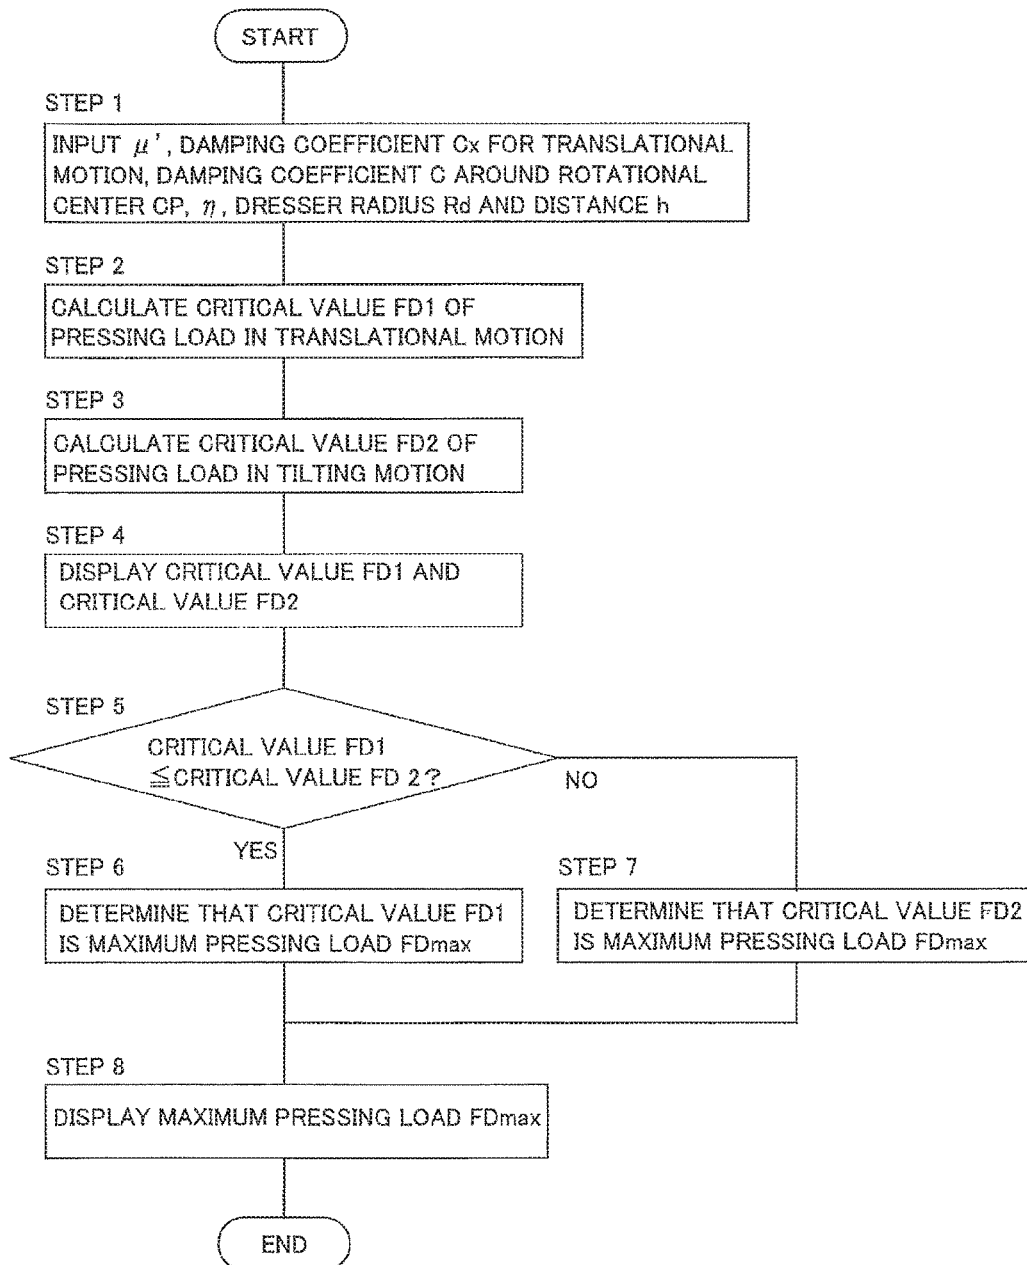 START
STEP 1
INPUT μ', DAMPING COEFFICIENT Cx FOR TRANSLATIONAL
MOTION, DAMPING COEFFICIENT C AROUND ROTATIONAL
CENTER CP, η, DRESSER RADIUS Rd AND DISTANCE h
STEP 2
CALCULATE CRITICAL VALUE FD1 OF
PRESSING LOAD IN TRANSLATIONAL MOTION
STEP 3
CALCULATE CRITICAL VALUE FD2 OF
PRESSING LOAD IN TILTING MOTION
STEP 4
DISPLAY CRITICAL VALUE FD1 AND
CRITICAL VALUE FD2
STEP 5
CRITICAL VALUE FD1
≦CRITICAL VALUE FD 2?
NO
YES
STEP 6
DETERMINE THAT CRITICAL VALUE FD1
IS MAXIMUM PRESSING LOAD FDmax
STEP 7
DETERMINE THAT CRITICAL VALUE FD2
IS MAXIMUM PRESSING LOAD FDmax
STEP 8
DISPLAY MAXIMUM PRESSING LOAD FDmax
END